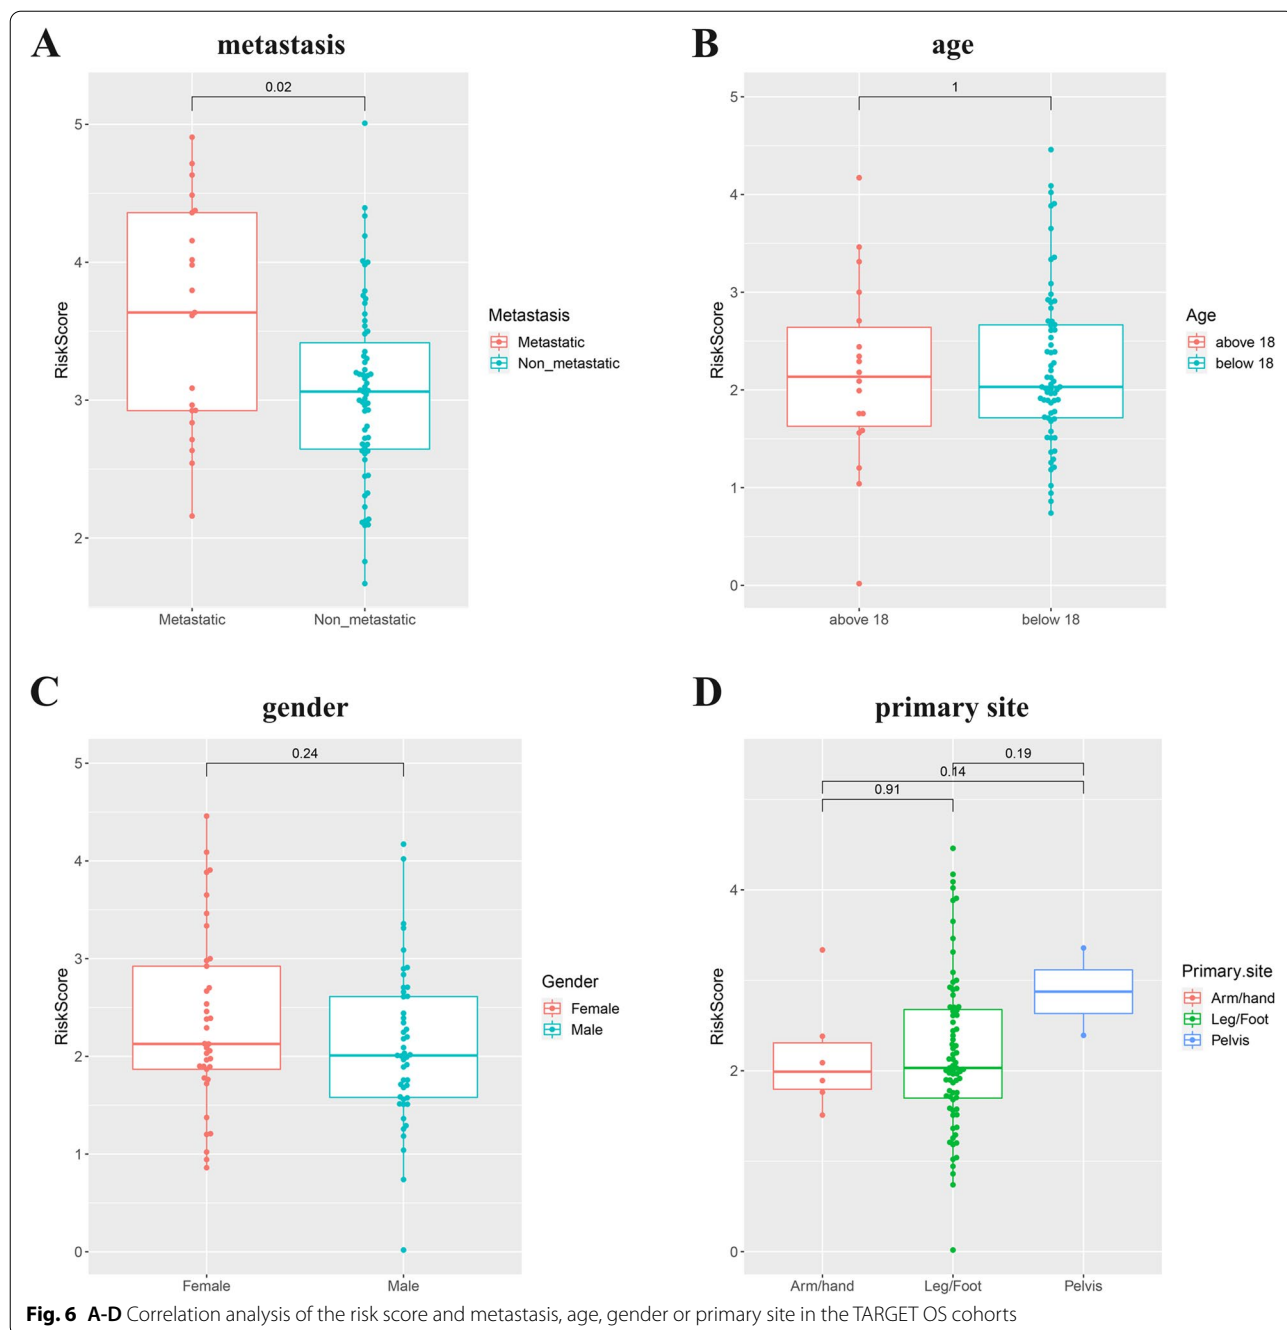 A
metastasis
0.02
5
4
3
2
RiskScore
Metastatic
Non_metastatic
Metastasis
Metastatic
Non_metastatic
B
age
1
5
4
3
2
1
0
RiskScore
above 18
below 18
Age
above 18
below 18
C
gender
0.24
5
4
3
2
1
0
RiskScore
Female
Male
Gender
Female
Male
D
primary site
0.19
0.14
0.91
4
2
0
RiskScore
Arm/hand
Leg/Foot
Pelvis
Primary.site
Arm/hand
Leg/Foot
Pelvis
Fig. 6 A-D Correlation analysis of the risk score and metastasis, age, gender or primary site in the TARGET OS cohorts